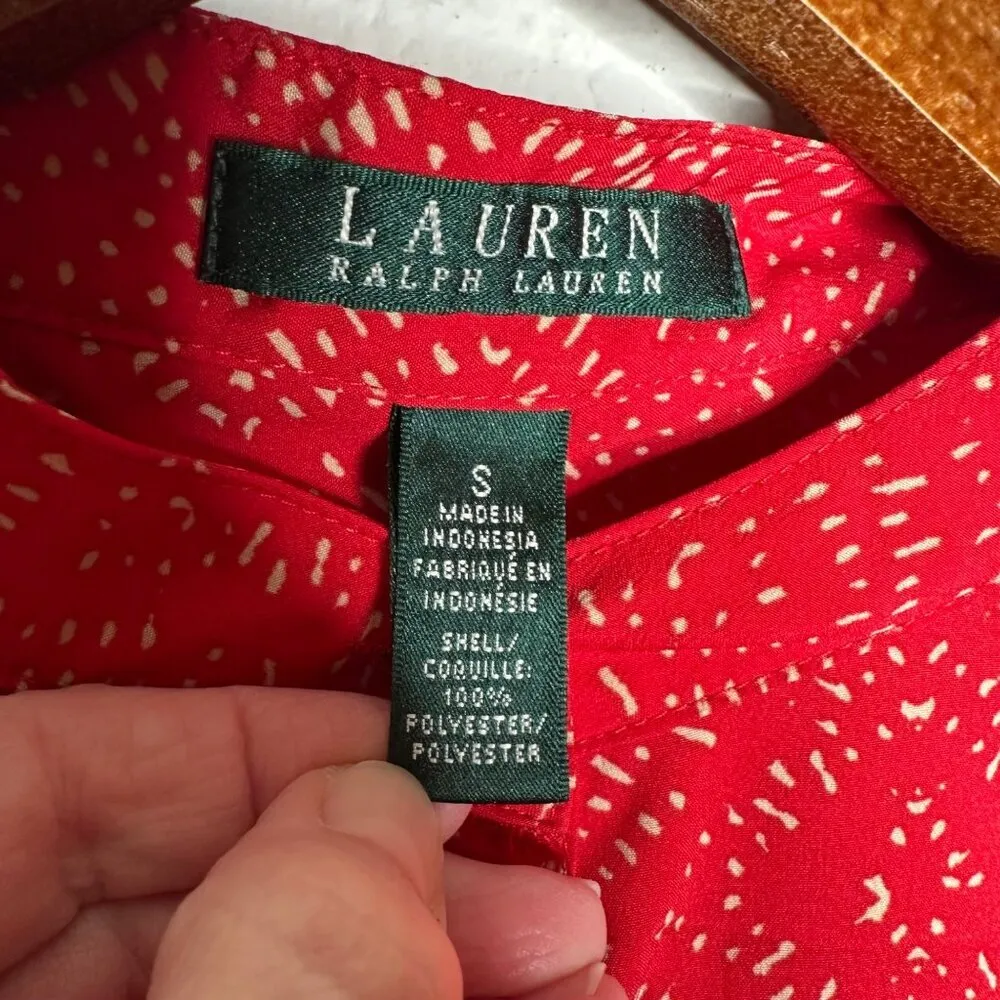 LAUREN
RALPH LAUREN
S
MADE IN
INDONESIA
FABRIQUÉ EN
INDONÉSIE
SHELL/
COQUILLE:
100%
POLYESTER/
POLYESTER